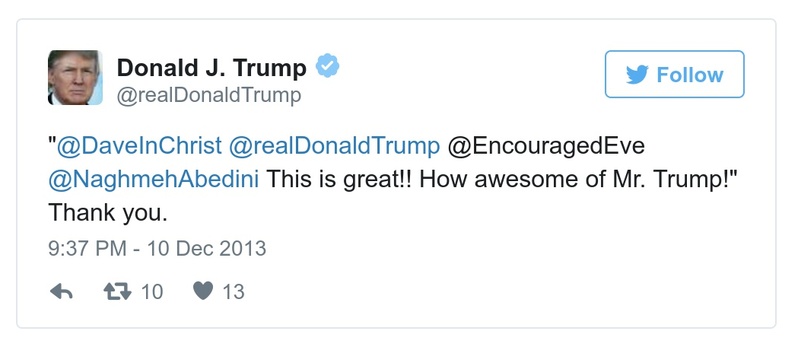 Donald J. Trump
@realDonaldTrump
Follow
"@DaveInChrist @realDonaldTrump @EncouragedEve
@NaghmehAbedini This is great!! How awesome of Mr. Trump!"
Thank you.
9:37 PM - 10 Dec 2013
10 13